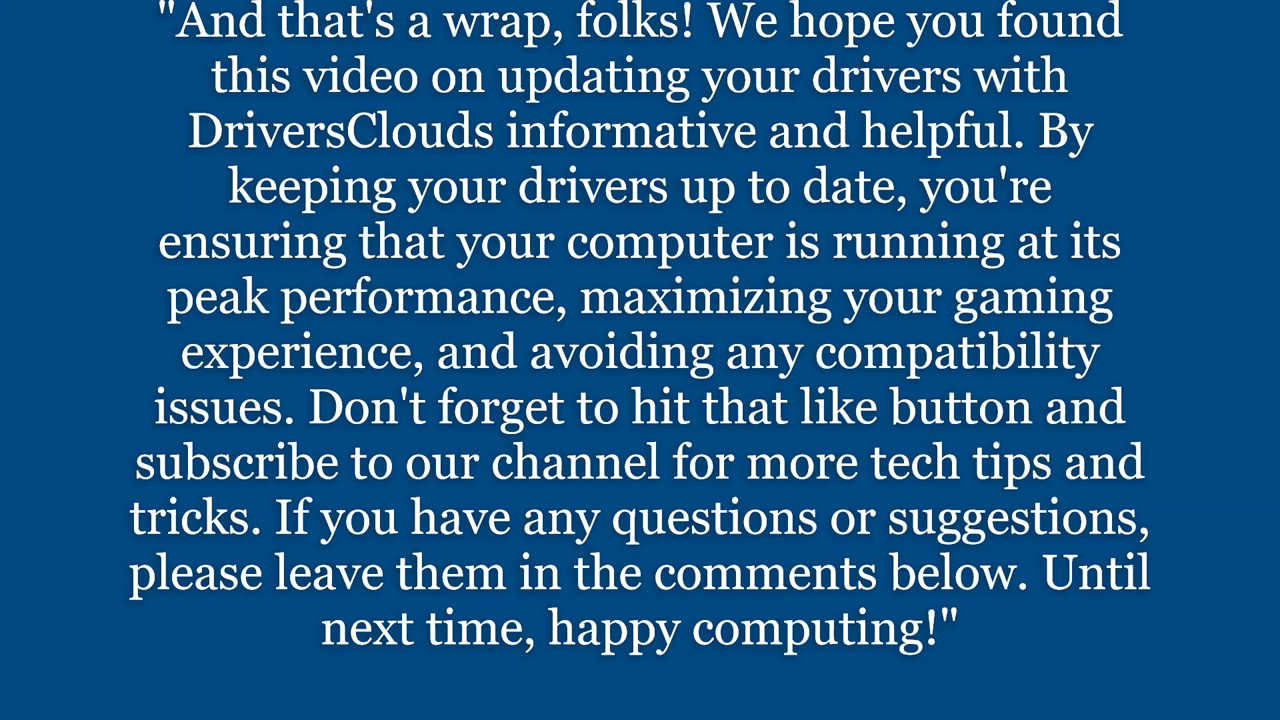 "And that's a wrap, folks! We hope you found
this video on updating your drivers with
DriversClouds informative and helpful. By
keeping your drivers up to date, you're
ensuring that your computer is running at its
peak performance, maximizing your gaming
experience, and avoiding any compatibility
issues. Don't forget to hit that like button and
subscribe to our channel for more tech tips and
tricks. If you have any questions or suggestions,
please leave them in the comments below. Until
next time, happy computing!"